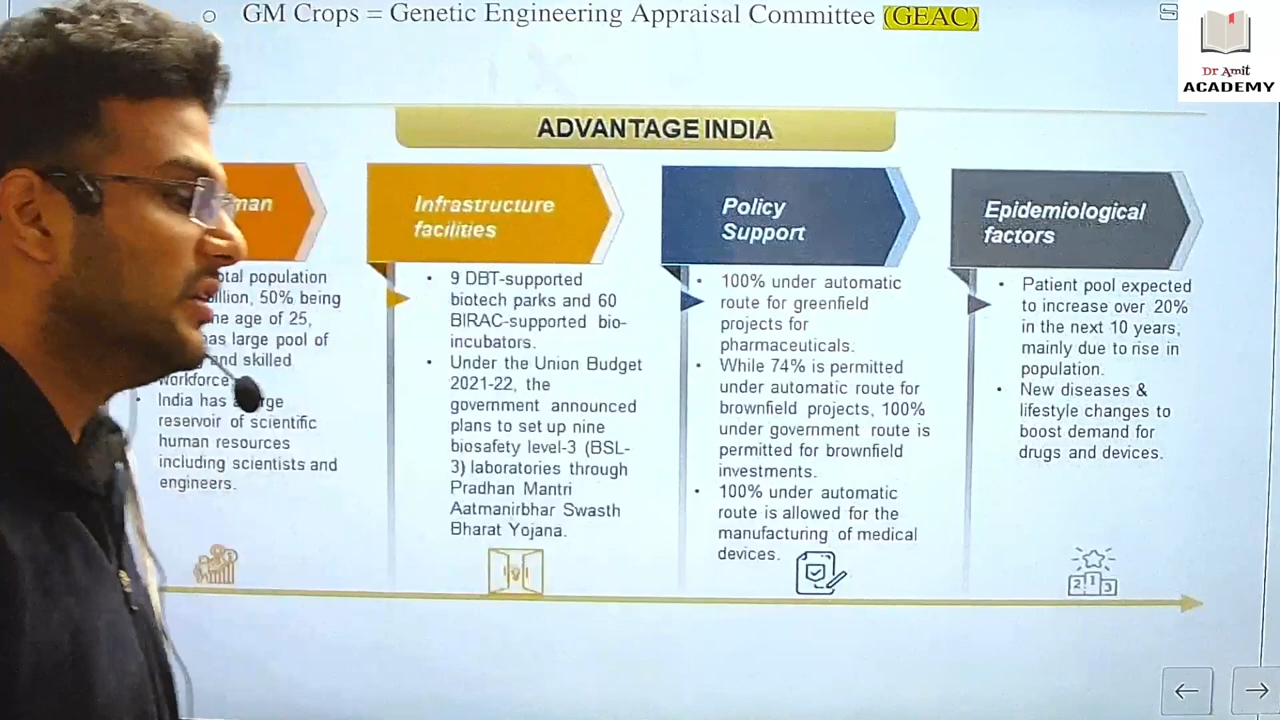 GM Crops = Genetic Engineering Appraisal Committee (GEAC)
Dr Amit
ACADEMY
ADVANTAGE INDIA
population
50% being
age of 25,
has large pool of
and skilled
workforce
• India has
reservoir of scientific
human resources
including scientists and
engineers.
Infrastructure
facilities
• 9 DBT-supported
biotech parks and 60
BIRAC-supported bio-
incubators.
• Under the Union Budget
2021-22, the
government announced
plans to set up nine
biosafety level-3 (BSL-
3) laboratories through
Pradhan Mantri
Aatmanirbhar Swasth
Bharat Yojana.
Policy
Support
• 100% under automatic
route for greenfield
projects for
pharmaceuticals.
• While 74% is permitted
under automatic route for
brownfield projects, 100%
under government route is
permitted for brownfield
investments.
• 100% under automatic
route is allowed for the
manufacturing of medical
devices.
Epidemiological
factors
• Patient pool expected
to increase over 20%
in the next 10 years,
mainly due to rise in
population.
• New diseases &
lifestyle changes to
boost demand for
drugs and devices.
2 1 3